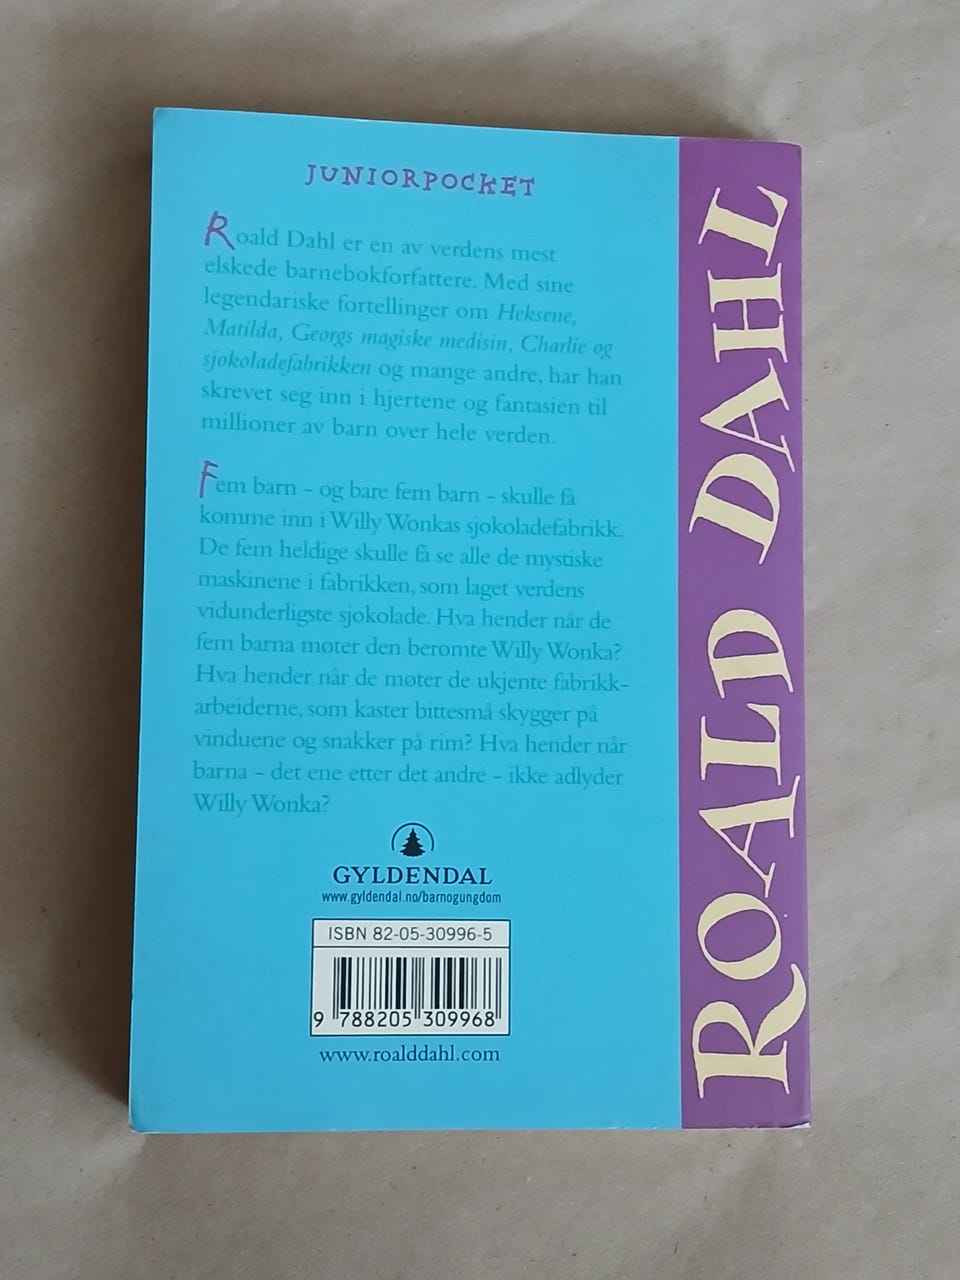 JUNIORPOCKET
Roald Dahl er en av verdens mest
elskede barnebokforfattere. Med sine
legendariske fortellinger om Heksene,
Matilda, Georgs magiske medisin, Charlie og
sjokoladefabrikken og mange andre, har han
skrevet seg inn i hjertene og fantasien til
millioner av barn over hele verden.
Fem barn – og bare fem barn – skulle få
komme inn i Willy Wonkas sjokoladefabrikk.
De fem heldige skulle få se alle de mystiske
maskinene i fabrikken, som laget verdens
vidunderligste sjokolade. Hva hender når de
fem barna møter den berømte Willy Wonka?
Hva hender når de møter de ukjente fabrikk-
arbeiderne, som kaster bittesmå skygger på
vinduene og snakker på rim? Hva hender når
barna – det ene etter det andre – ikke adlyder
Willy Wonka?
GYLDENDAL
www.gyldendal.no/barnogungdom
ISBN 82-05-30996-5
9 788205 309968
www.roalddahl.com
ROALD DAHL